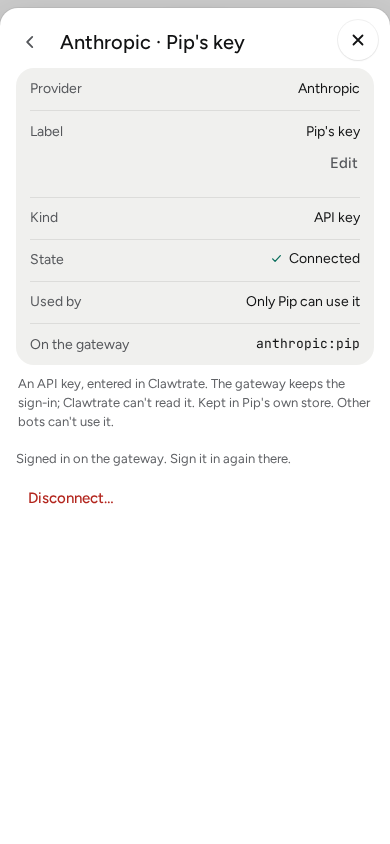 Anthropic · Pip's key
Provider
Anthropic
Label
Pip's key
Edit
Kind
API key
State
Connected
Used by
Only Pip can use it
On the gateway
anthropic:pip
An API key, entered in Clawtrate. The gateway keeps the
sign-in; Clawtrate can't read it. Kept in Pip's own store. Other
bots can't use it.
Signed in on the gateway. Sign it in again there.
Disconnect…